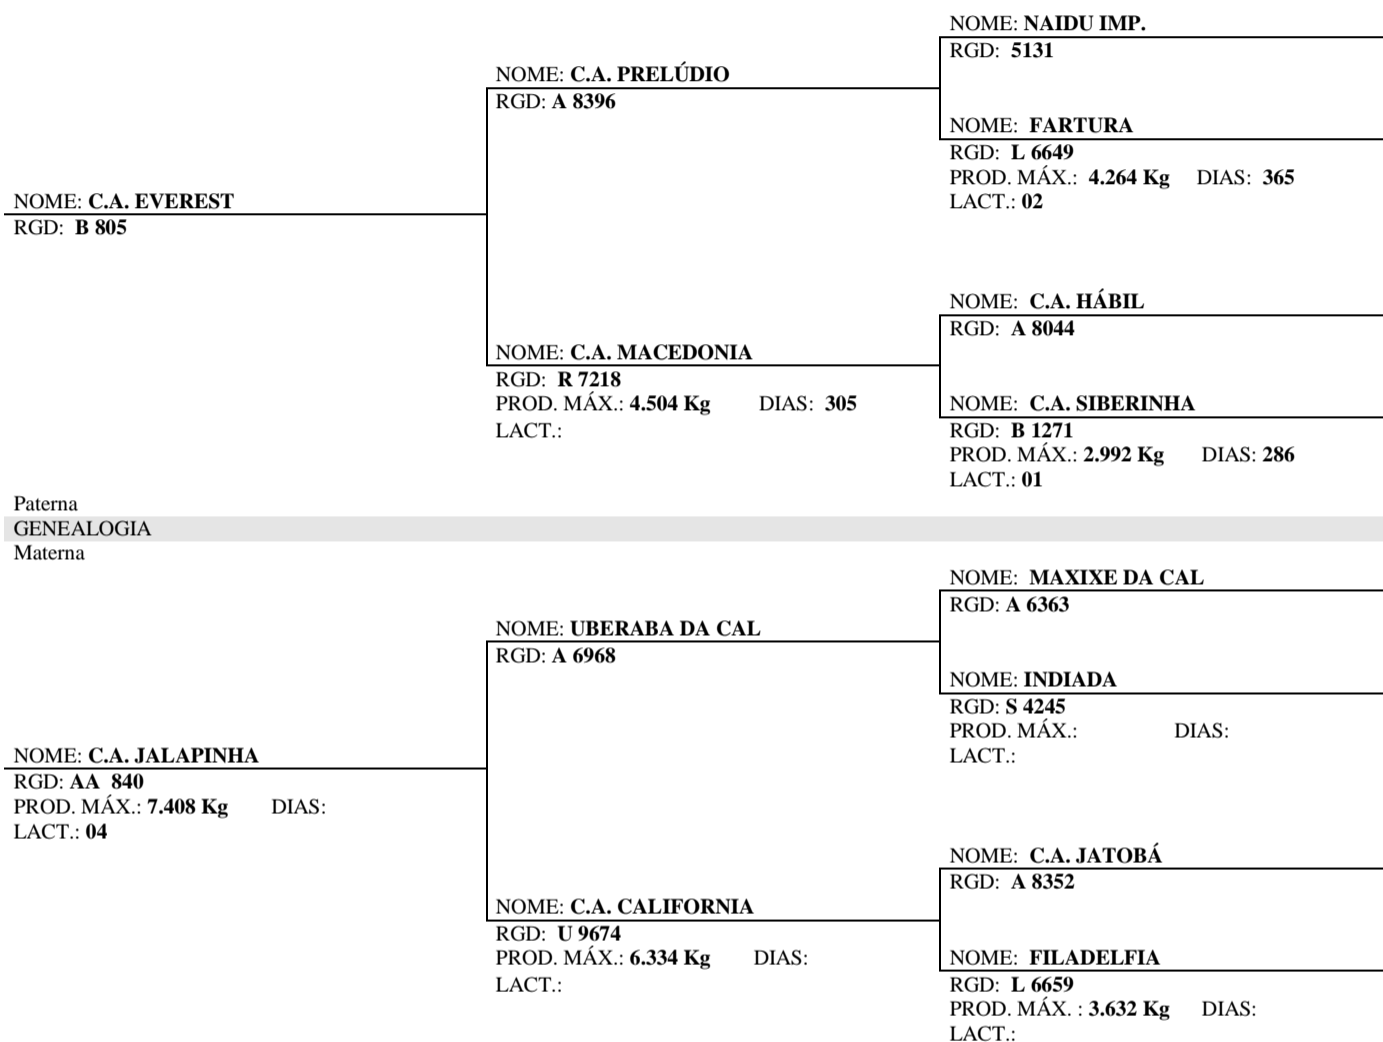 NOME: NAIDU IMP.
RGD: 5131
NOME: C.A. PRELÚDIO
RGD: A 8396
NOME: FARTURA
RGD: L 6649
PROD. MÁX.: 4.264 Kg DIAS: 365
LACT.: 02
NOME: C.A. EVEREST
RGD: B 805
NOME: C.A. HÁBIL
RGD: A 8044
NOME: C.A. MACEDONIA
RGD: R 7218
PROD. MÁX.: 4.504 Kg DIAS: 305
LACT.:
NOME: C.A. SIBERINHA
RGD: B 1271
PROD. MÁX.: 2.992 Kg DIAS: 286
LACT.: 01
Paterna
GENEALOGIA
Materna
NOME: MAXIXE DA CAL
RGD: A 6363
NOME: UBERABA DA CAL
RGD: A 6968
NOME: INDIADA
RGD: S 4245
PROD. MÁX.: DIAS:
LACT.:
NOME: C.A. JALAPINHA
RGD: AA 840
PROD. MÁX.: 7.408 Kg DIAS:
LACT.: 04
NOME: C.A. JATOBÁ
RGD: A 8352
NOME: C.A. CALIFORNIA
RGD: U 9674
PROD. MÁX.: 6.334 Kg DIAS:
LACT.:
NOME: FILADELFIA
RGD: L 6659
PROD. MÁX. : 3.632 Kg DIAS:
LACT.: